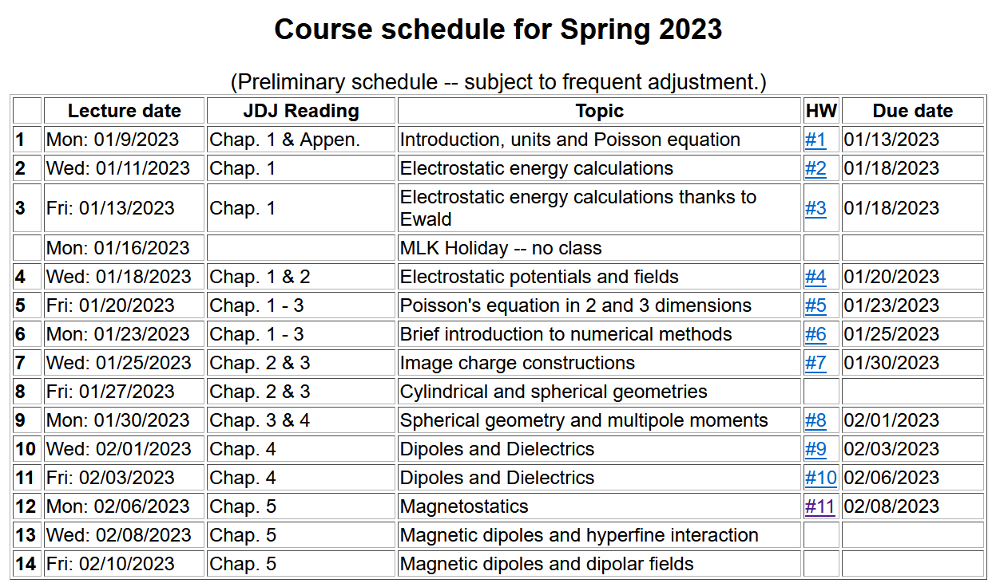 Course schedule for Spring 2023
(Preliminary schedule -- subject to frequent adjustment.)
Lecture date JDJ Reading Topic HW Due date
1 Mon: 01/9/2023 Chap. 1 & Appen. Introduction, units and Poisson equation #1 01/13/2023
2 Wed: 01/11/2023 Chap. 1 Electrostatic energy calculations #2 01/18/2023
3 Fri: 01/13/2023 Chap. 1 Electrostatic energy calculations thanks to
Ewald #3 01/18/2023
Mon: 01/16/2023 MLK Holiday -- no class
4 Wed: 01/18/2023 Chap. 1 & 2 Electrostatic potentials and fields #4 01/20/2023
5 Fri: 01/20/2023 Chap. 1 - 3 Poisson's equation in 2 and 3 dimensions #5 01/23/2023
6 Mon: 01/23/2023 Chap. 1 - 3 Brief introduction to numerical methods #6 01/25/2023
7 Wed: 01/25/2023 Chap. 2 & 3 Image charge constructions #7 01/30/2023
8 Fri: 01/27/2023 Chap. 2 & 3 Cylindrical and spherical geometries
9 Mon: 01/30/2023 Chap. 3 & 4 Spherical geometry and multipole moments #8 02/01/2023
10 Wed: 02/01/2023 Chap. 4 Dipoles and Dielectrics #9 02/03/2023
11 Fri: 02/03/2023 Chap. 4 Dipoles and Dielectrics #10 02/06/2023
12 Mon: 02/06/2023 Chap. 5 Magnetostatics #11 02/08/2023
13 Wed: 02/08/2023 Chap. 5 Magnetic dipoles and hyperfine interaction
14 Fri: 02/10/2023 Chap. 5 Magnetic dipoles and dipolar fields